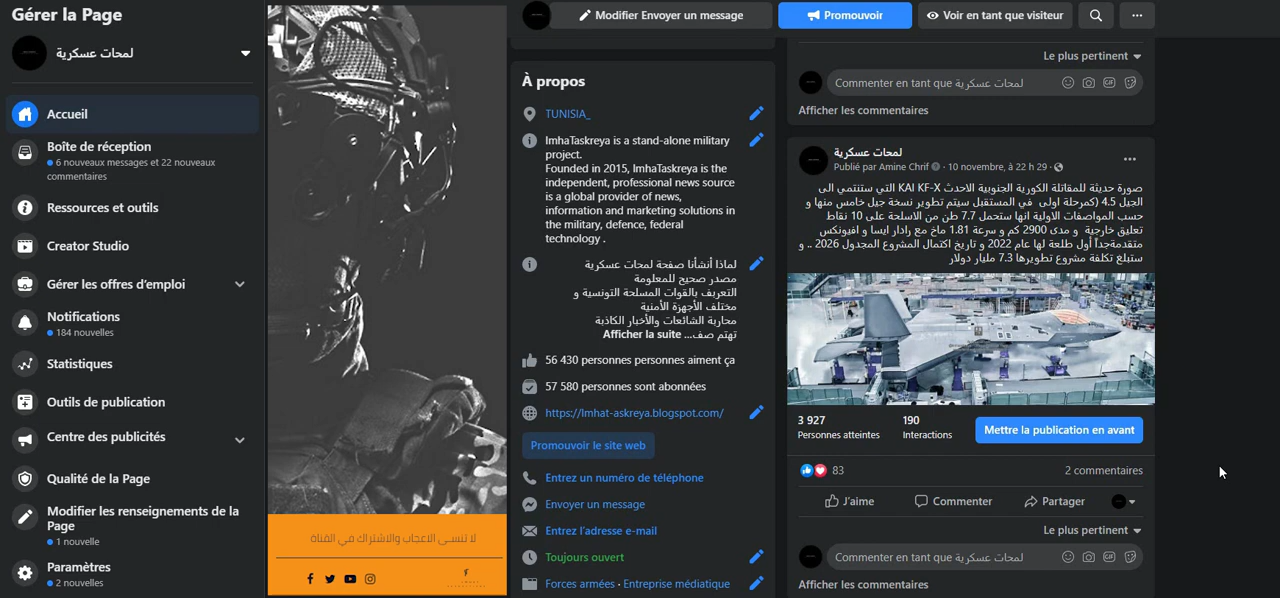 Gérer la Page
لمحات عسكرية
Accueil
Boîte de réception
6 nouveaux messages et 22 nouveaux
commentaires
Ressources et outils
Creator Studio
Gérer les offres d'emploi
Notifications
184 nouvelles
Statistiques
Outils de publication
Centre des publicités
Qualité de la Page
Modifier les renseignements de la
Page
1 nouvelle
Paramètres
2 nouvelles
لا تنســى الاعجاب والاشتراك في القناة
Modifier Envoyer un message
Promouvoir
Voir en tant que visiteur
À propos
TUNISIA_
lmhaTaskreya is a stand-alone military
project.
Founded in 2015, lmhaTaskreya is the
independent, professional news source
is a global provider of news,
information and marketing solutions in
the military, defence, federal
technology .
لماذا أنشأنا صفحة لمحات عسكرية
مصدر صحيح للمعلومة
التعريف بالقوات المسلحة التونسية و
مختلف الأجهزة الأمنية
محاربة الشائعات والأخبار الكاذبة
تهتم صف... Afficher la suite
56 430 personnes personnes aiment ça
57 580 personnes sont abonnées
https://lmhat-askreya.blogspot.com/
Promouvoir le site web
Entrez un numéro de téléphone
Envoyer un message
Entrez l'adresse e-mail
Toujours ouvert
Forces armées · Entreprise médiatique
Le plus pertinent
Commenter en tant que لمحات عسكرية
Afficher les commentaires
لمحات عسكرية
Publié par Amine Chrif · 10 novembre, à 22 h 29 ·
صورة حديثة للمقاتلة الكورية الجنوبية الاحدث KAI KF-X التي ستنتمي الى
الجيل 4.5 (كمرحلة اولى في المستقبل سيتم تطوير نسخة جيل خامس منها و
حسب المواصفات الاولية انها ستحمل 7.7 طن من الاسلحة على 10 نقاط
تعليق خارجية و مدى 2900 كم و سرعة 1.81 ماخ مع رادار ايسا و افيونكس
متقدمةجداً أول طلعة لها عام 2022 و تاريخ اكتمال المشروع المجدول 2026 .. و
ستبلغ تكلفة مشروع تطويرها 7.3 مليار دولار
3 927
Personnes atteintes
190
Interactions
Mettre la publication en avant
83
2 commentaires
J'aime
Commenter
Partager
Le plus pertinent
Commenter en tant que لمحات عسكرية
Afficher les commentaires